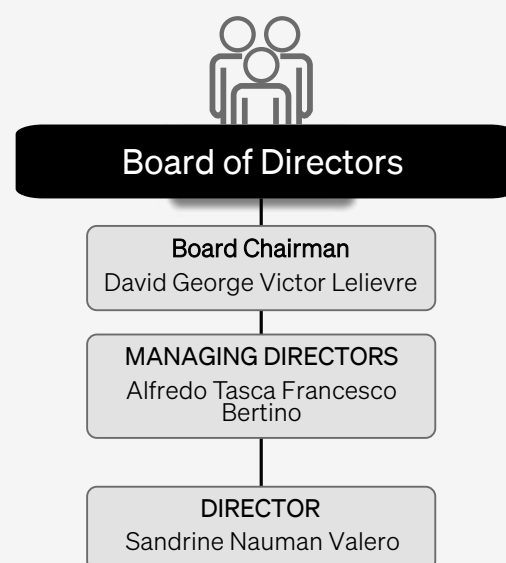 Board of Directors
Board Chairman
David George Victor Lelievre
MANAGING DIRECTORS
Alfredo Tasca Francesco
Bertino
DIRECTOR
Sandrine Nauman Valero